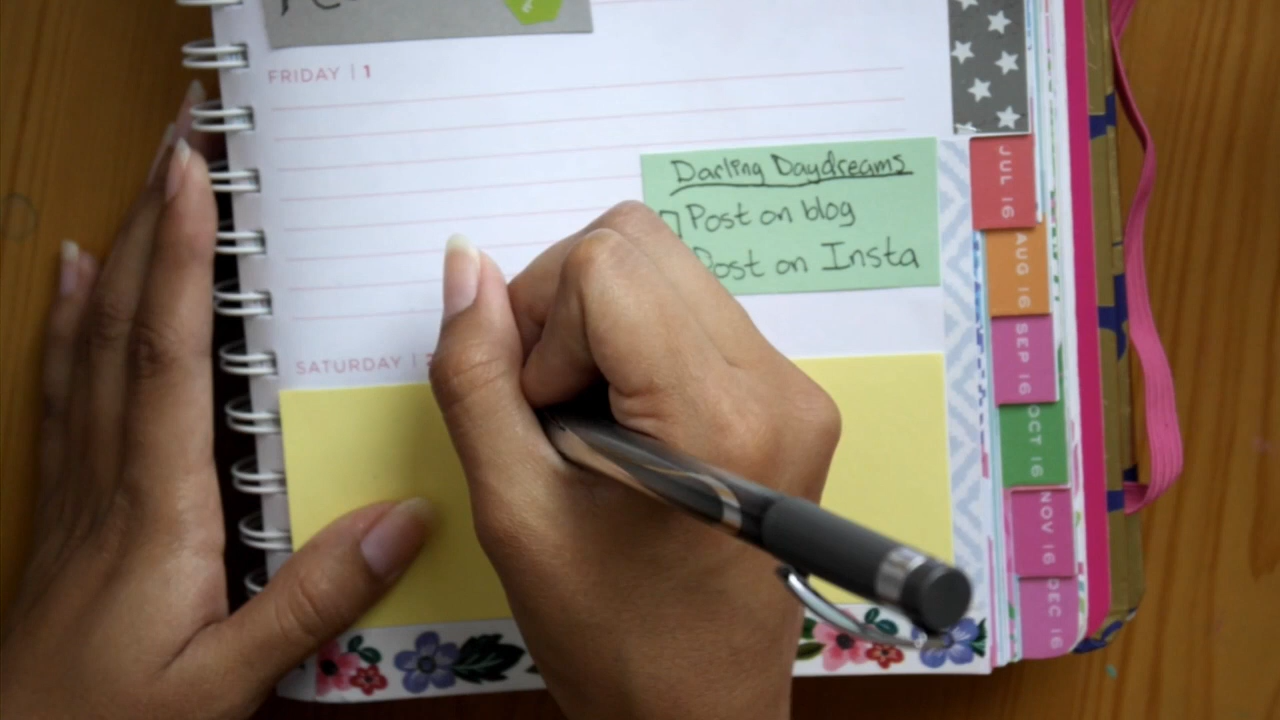 FRIDAY | 1
Darling Daydreams
Post on blog
Post on Insta
SATURDAY |
JUL 16
AUG 16
SEP 16
OCT 16
NOV 16
DEC 16